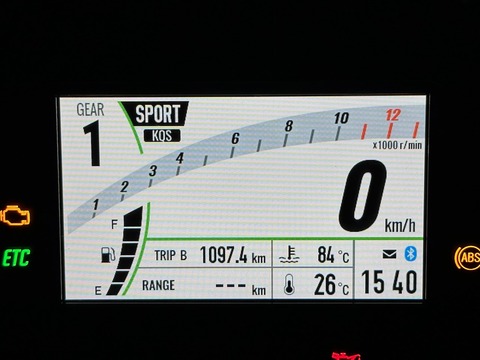 GEAR
1
SPORT
KQS
1 2 3 4 6 8 10 12
x1000 r/min
0 km/h
F
E
ETC
ABS
TRIP B 1097.4 km
84 °C
RANGE --- km
26 °C
15 40